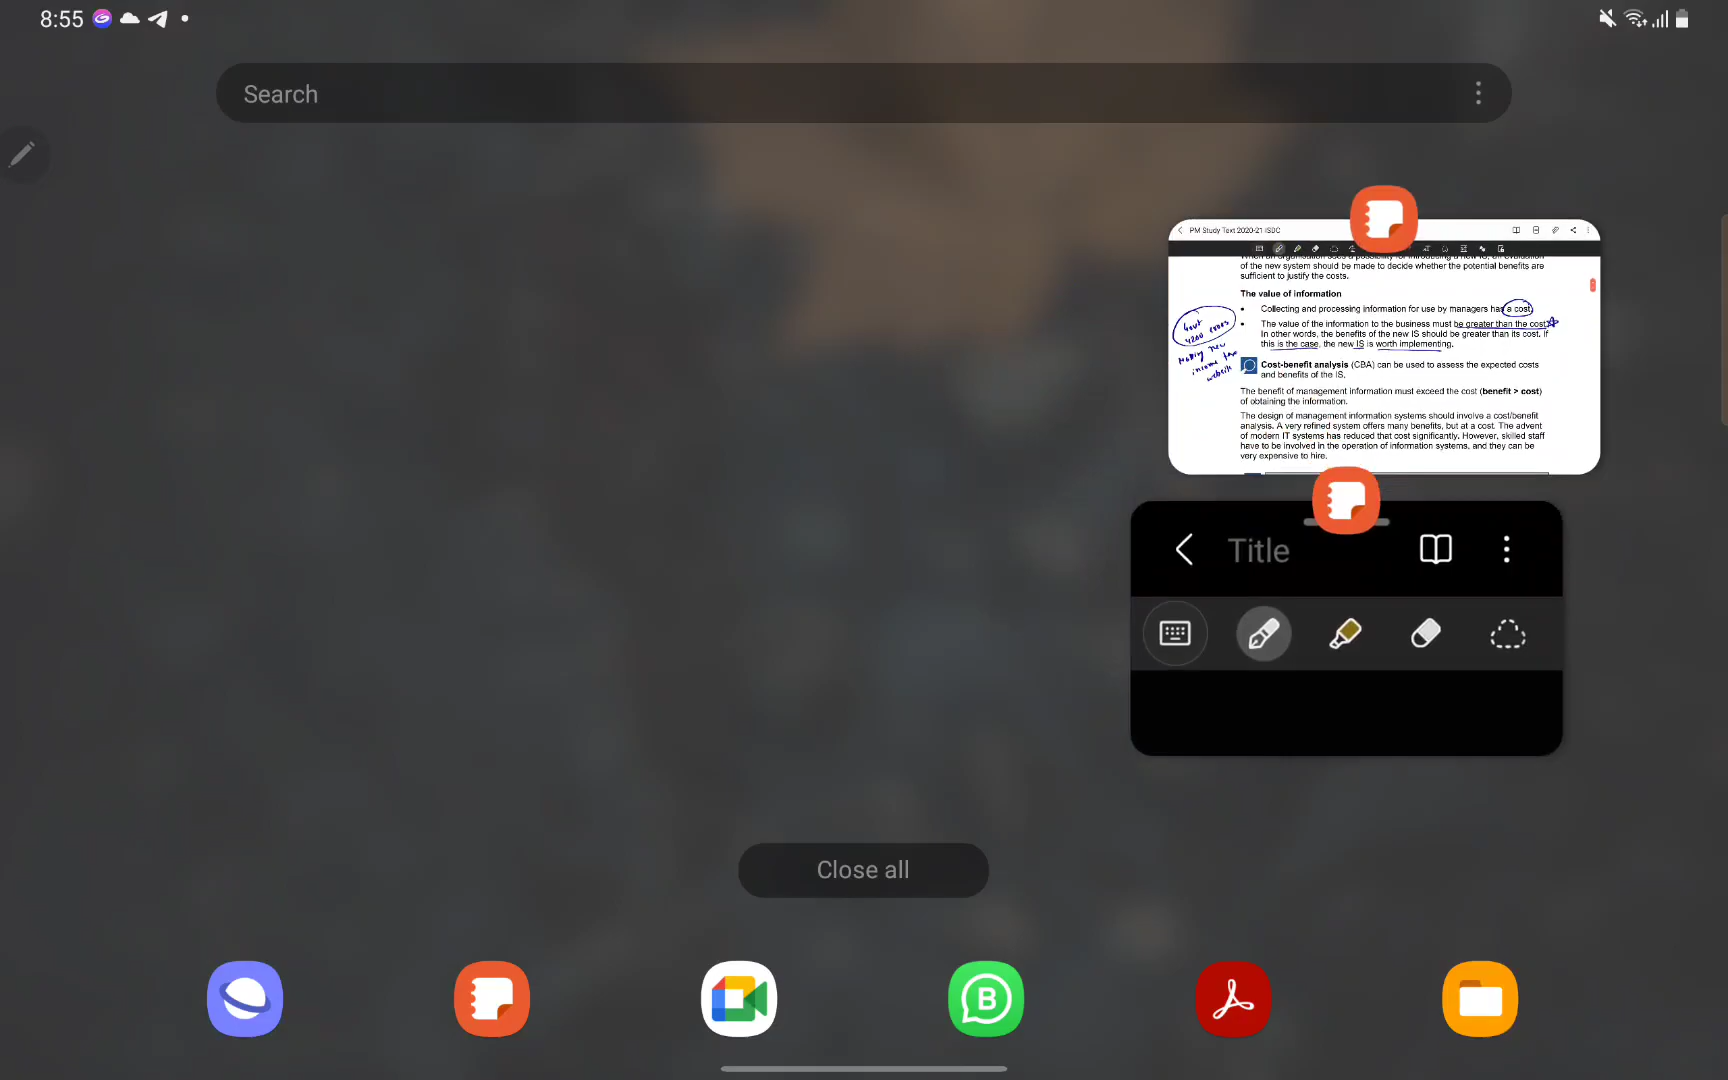 8:55
Search
PM Study Text 2020-21 ISDC
of the new system should be made to decide whether the potential benefits are
sufficient to justify the costs.
The value of information
• Collecting and processing information for use by managers has a cost.
• The value of the information to the business must be greater than the cost.
In other words, the benefits of the new IS should be greater than its cost. If
this is the case, the new IS is worth implementing.
Govt
4200 crores
making new
income tax
website
Cost-benefit analysis (CBA) can be used to assess the expected costs
and benefits of the IS.
The benefit of management information must exceed the cost (benefit > cost)
of obtaining the information.
The design of management information systems should involve a cost/benefit
analysis. A very refined system offers many benefits, but at a cost. The advent
of modern IT systems has reduced that cost significantly. However, skilled staff
have to be involved in the operation of information systems, and they can be
very expensive to hire.
Title
Close all
B